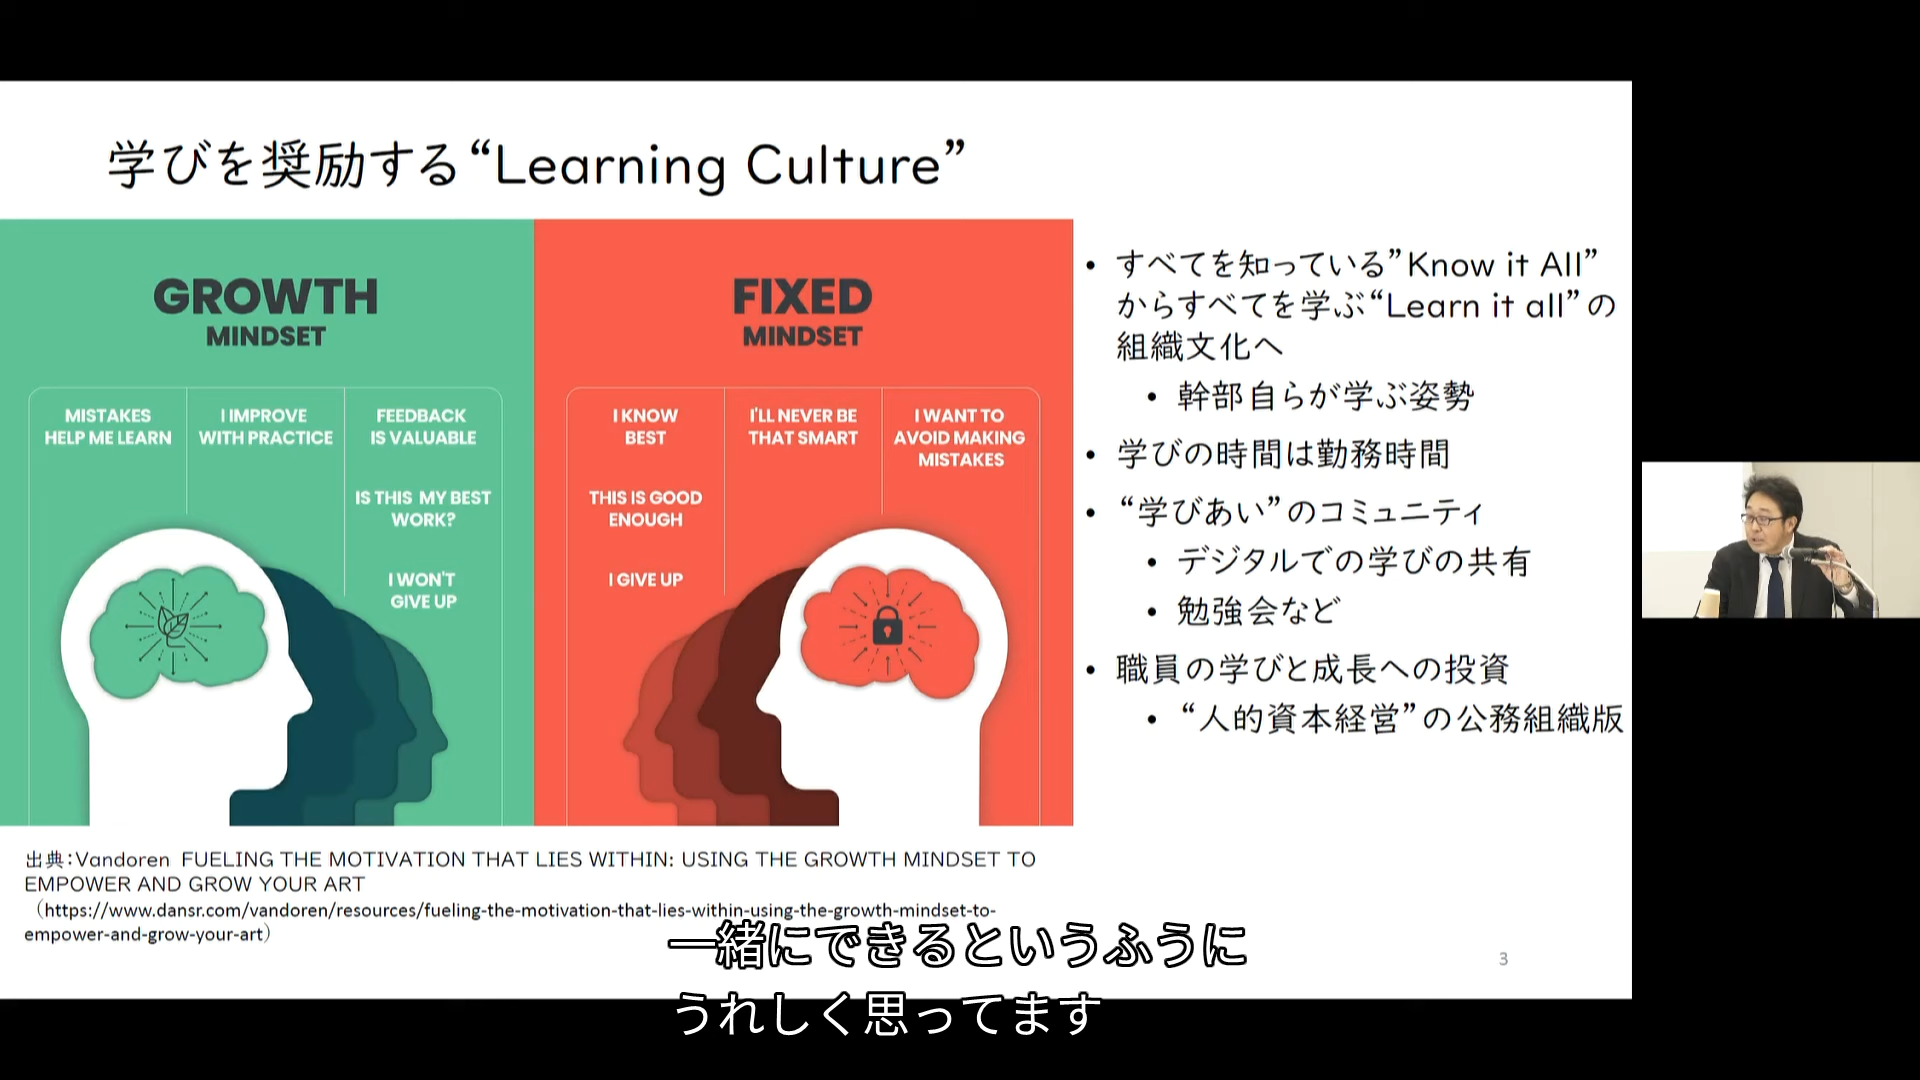 学びを奨励する“Learning Culture”
GROWTH
MINDSET
MISTAKES
HELP ME LEARN
I IMPROVE
WITH PRACTICE
FEEDBACK
IS VALUABLE
IS THIS MY BEST
WORK?
I WON'T
GIVE UP
FIXED
MINDSET
I KNOW
BEST
THIS IS GOOD
ENOUGH
I GIVE UP
I'LL NEVER BE
THAT SMART
I WANT TO
AVOID MAKING
MISTAKES
• すべてを知っている”Know it All”
からすべてを学ぶ“Learn it all”の
組織文化へ
• 幹部自らが学ぶ姿勢
• 学びの時間は勤務時間
• “学びあい”のコミュニティ
• デジタルでの学びの共有
• 勉強会など
• 職員の学びと成長への投資
• “人的資本経営”の公務組織版
出典：Vandoren FUELING THE MOTIVATION THAT LIES WITHIN: USING THE GROWTH MINDSET TO
EMPOWER AND GROW YOUR ART
（https://www.dansr.com/vandoren/resources/fueling-the-motivation-that-lies-within-using-the-growth-mindset-to-
empower-and-grow-your-art）
3
一緒にできるというふうに
うれしく思ってます